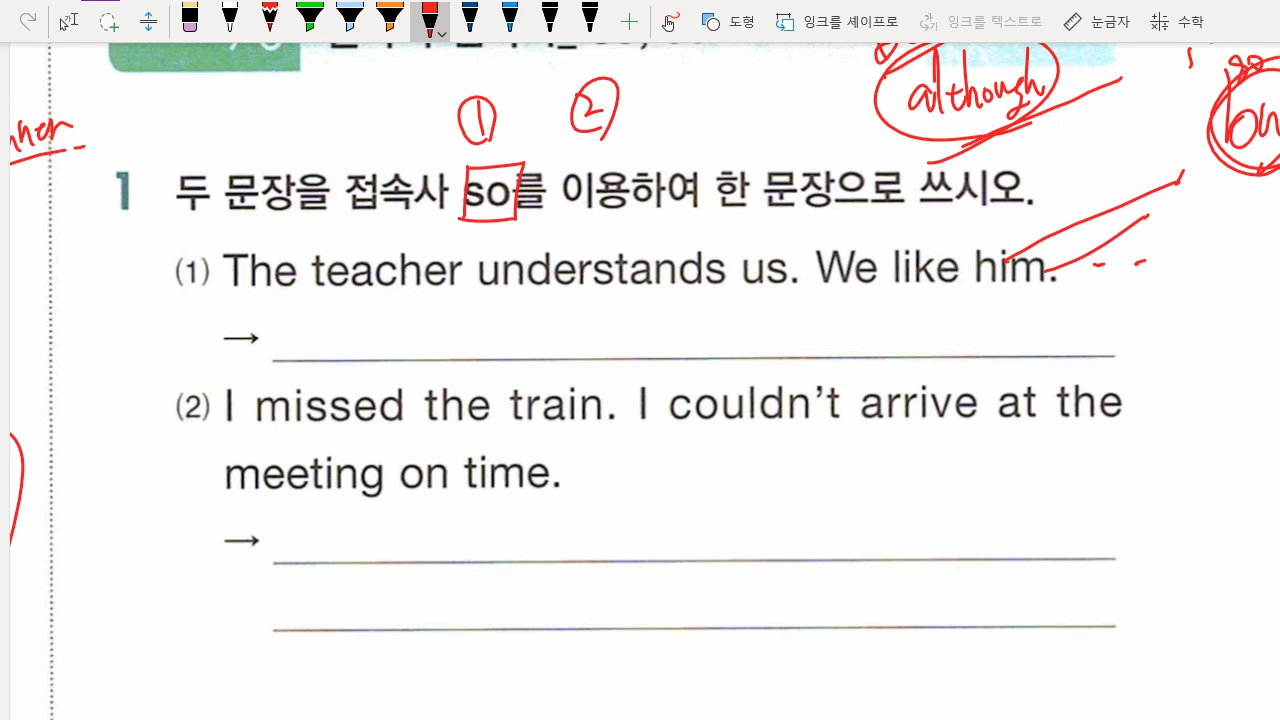 도형 잉크를 셰이프로 잉크를 텍스트로 눈금자 수학
although
so
① ②
1 두 문장을 접속사 so를 이용하여 한 문장으로 쓰시오.
(1) The teacher understands us. We like him.
→
(2) I missed the train. I couldn't arrive at the
meeting on time.
→